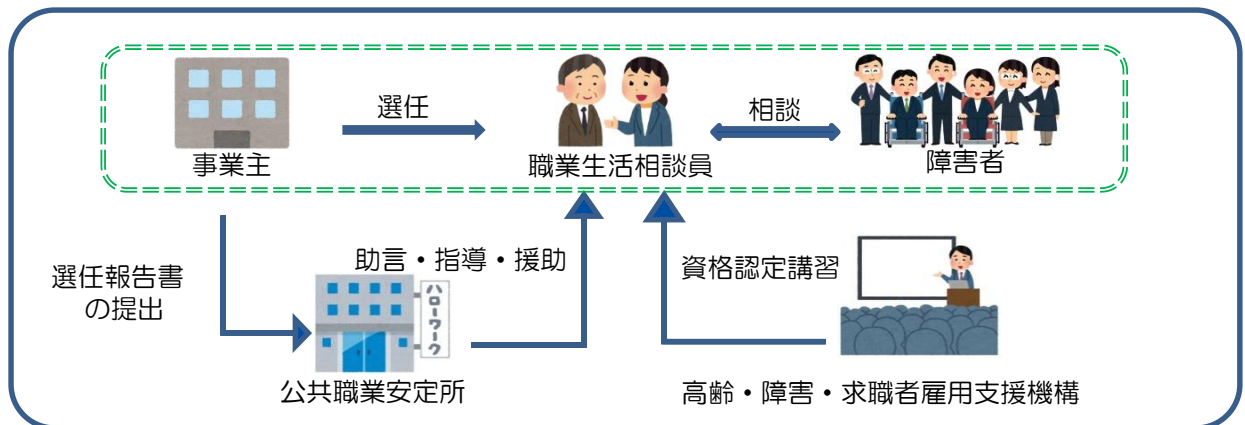 選任
相談
事業主
職業生活相談員
障害者
選任報告書
の提出
助言・指導・援助
資格認定講習
ハローワーク
公共職業安定所
高齢・障害・求職者雇用支援機構